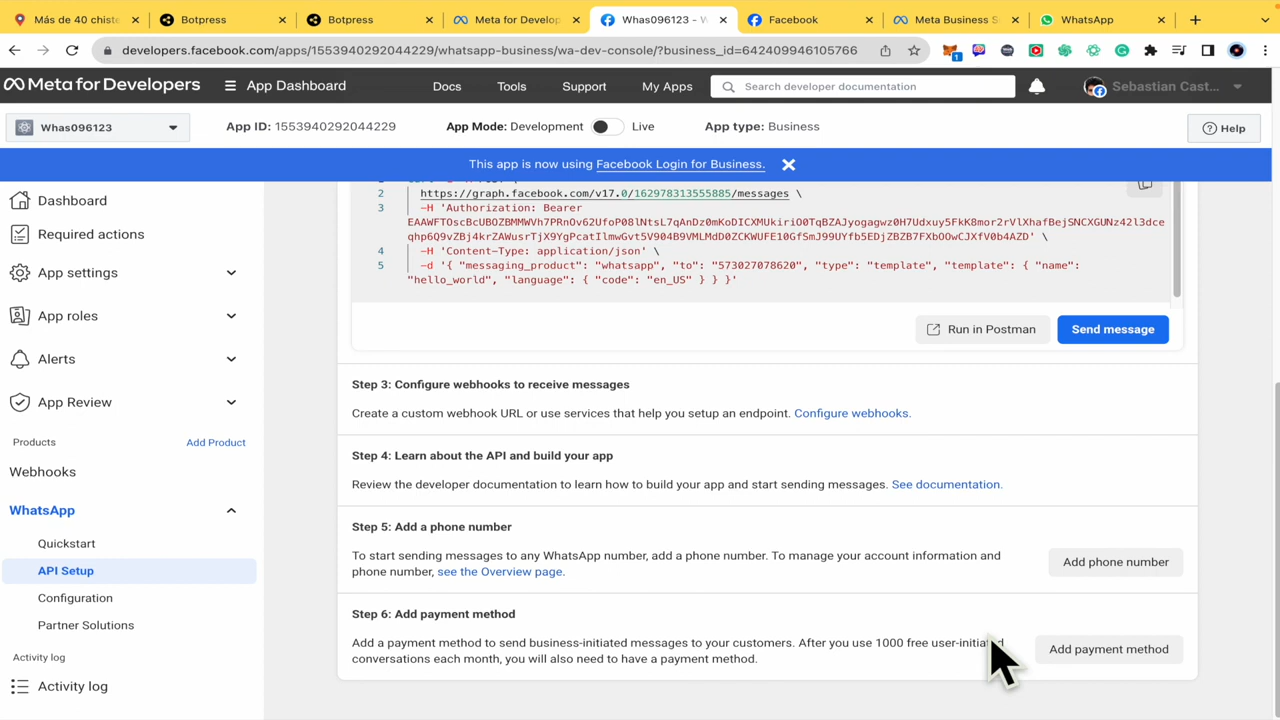 Más de 40 chiste
Botpress
Botpress
Meta for Develop
Whas096123 - W
Facebook
Meta Business S
WhatsApp
developers.facebook.com/apps/1553940292044229/whatsapp-business/wa-dev-console/?business_id=642409946105766
1
Meta for Developers
App Dashboard
Docs
Tools
Support
My Apps
Search developer documentation
Sebastian Cast...
Whas096123
App ID: 1553940292044229
App Mode: Development
Live
App type: Business
Help
This app is now using Facebook Login for Business.
Dashboard
Required actions
App settings
App roles
Alerts
App Review
Products
Add Product
Webhooks
WhatsApp
Quickstart
API Setup
Configuration
Partner Solutions
Activity log
Activity log
2 https://graph.facebook.com/v17.0/162978313555885/messages \
3 -H 'Authorization: Bearer
4 -H 'Content-Type: application/json' \
5 -d '{ "messaging_product": "whatsapp", "to": "573027078620", "type": "template", "template": { "name":
"hello_world", "language": { "code": "en_US" } } }'
Run in Postman
Send message
Step 3: Configure webhooks to receive messages
Create a custom webhook URL or use services that help you setup an endpoint. Configure webhooks.
Step 4: Learn about the API and build your app
Review the developer documentation to learn how to build your app and start sending messages. See documentation.
Step 5: Add a phone number
To start sending messages to any WhatsApp number, add a phone number. To manage your account information and
phone number, see the Overview page.
Add phone number
Step 6: Add payment method
Add a payment method to send business-initiated messages to your customers. After you use 1000 free user-initiated
conversations each month, you will also need to have a payment method.
Add payment method